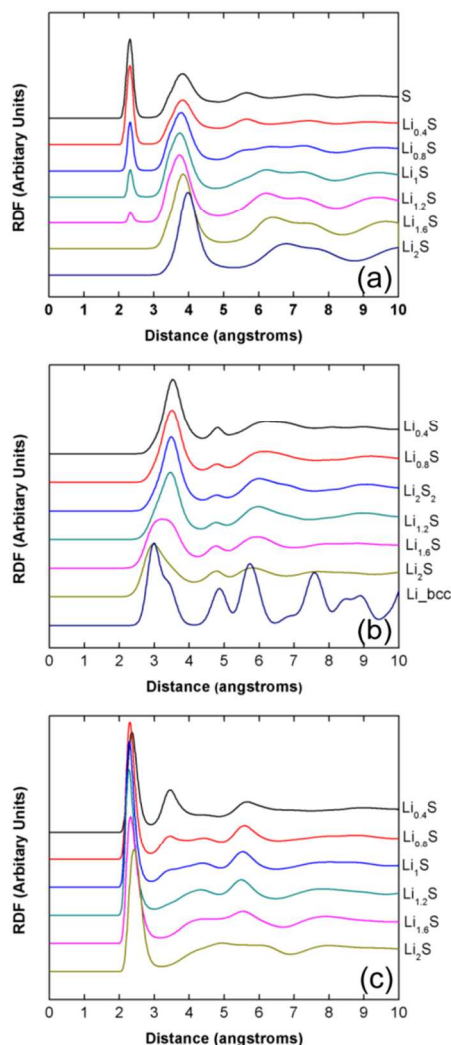 RDF (Arbitary Units)
S
Li0.4S
Li0.8S
Li1S
Li1.2S
Li1.6S
Li2S
(a)
0 1 2 3 4 5 6 7 8 9 10
Distance (angstroms)
RDF (Arbitary Units)
Li0.4S
Li0.8S
Li2S2
Li1.2S
Li1.6S
Li2S
Li_bcc
(b)
0 1 2 3 4 5 6 7 8 9 10
Distance (angstroms)
RDF (Arbitary Units)
Li0.4S
Li0.8S
Li1S
Li1.2S
Li1.6S
Li2S
(c)
0 1 2 3 4 5 6 7 8 9 10
Distance (angstroms)